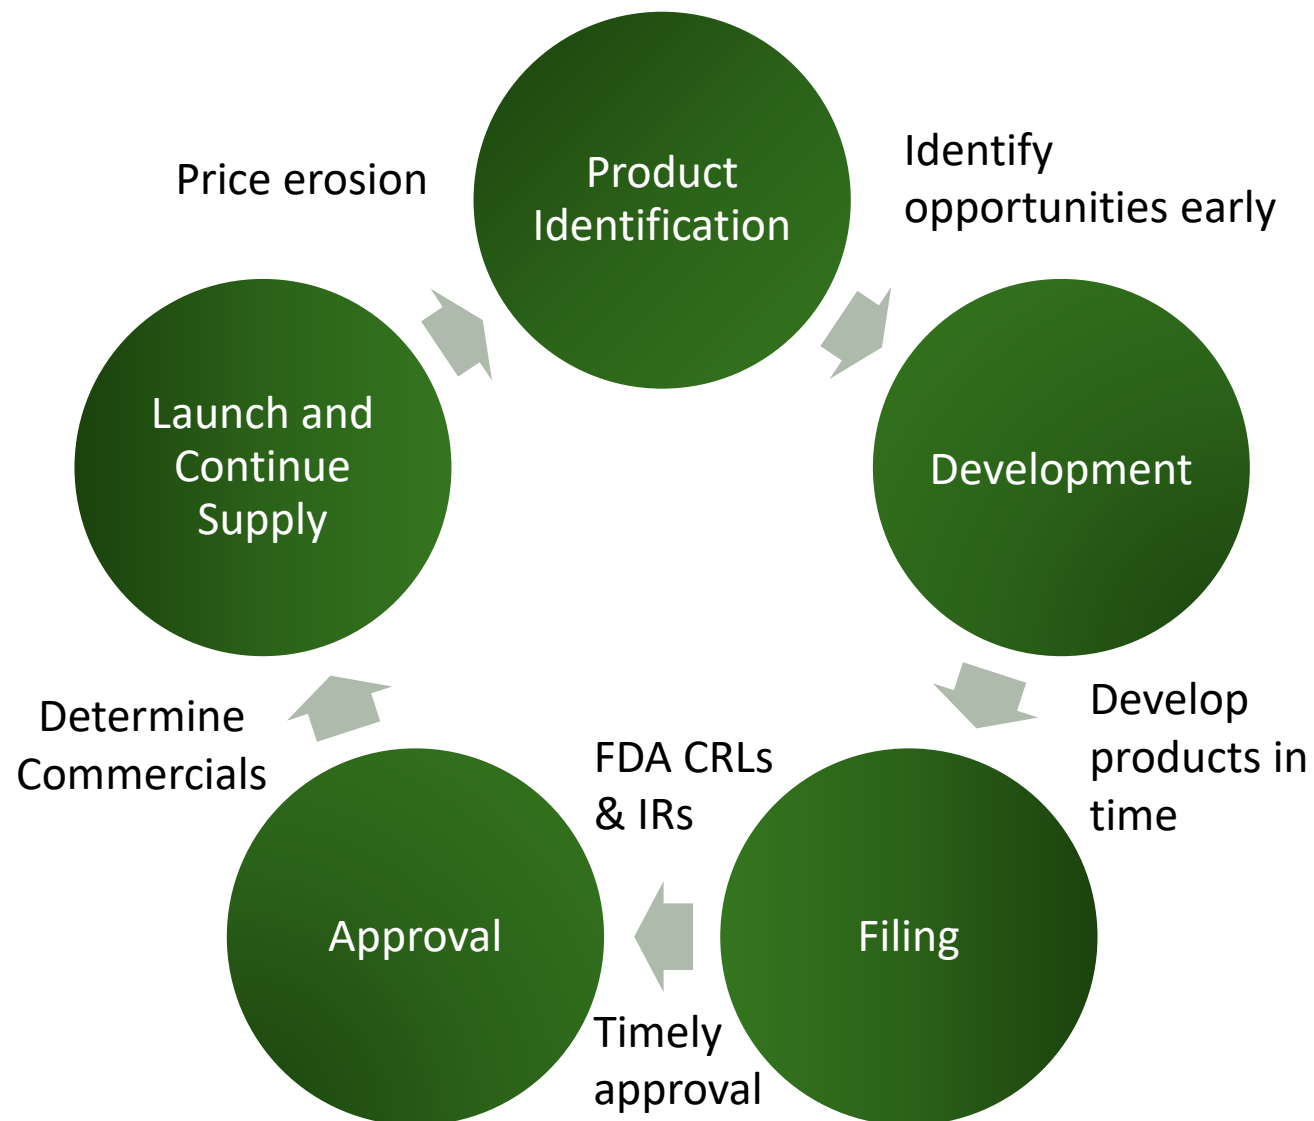 Product
Identification
Identify
opportunities early
Development
Develop
products in
time
Filing
FDA CRLs
& IRs
Timely
approval
Approval
Determine
Commercials
Launch and
Continue
Supply
Price erosion